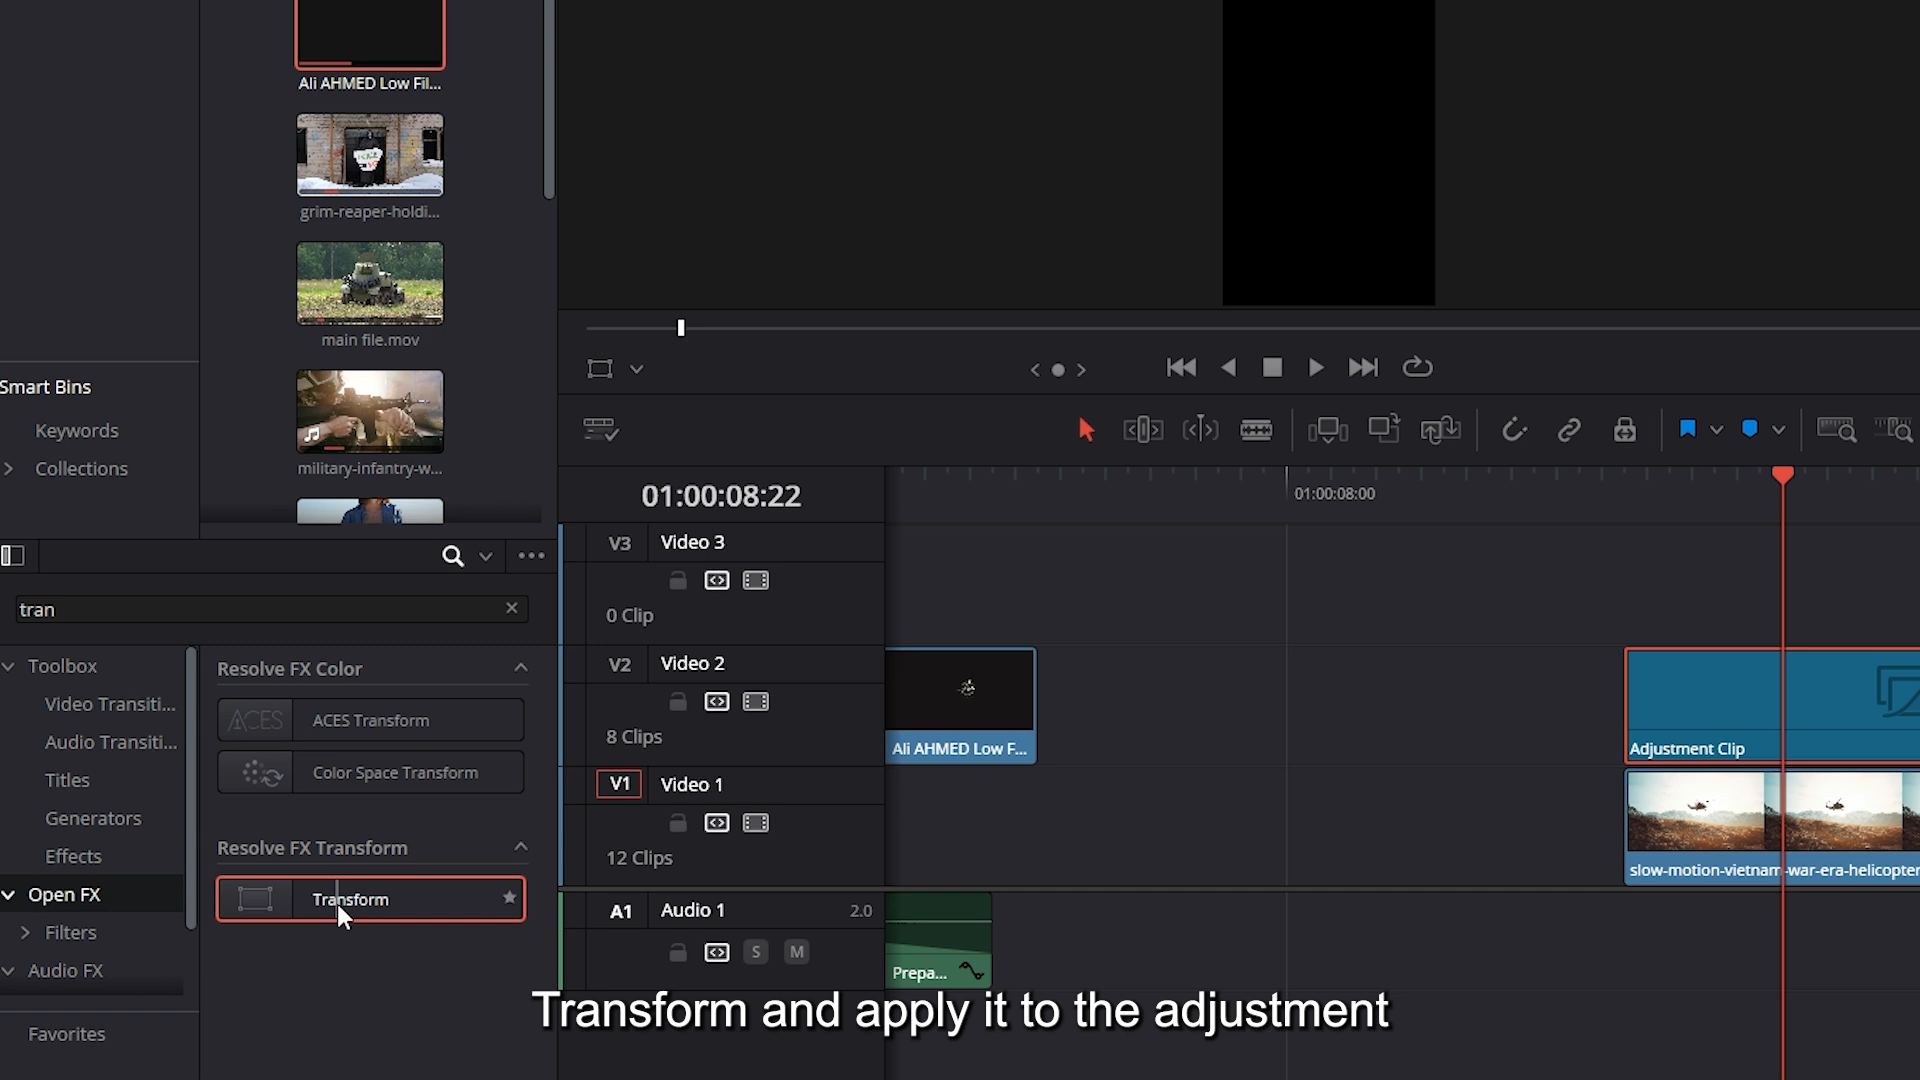 Ali AHMED Low Fil...
grim-reaper-holdi...
main file.mov
military-infantry-w...
Smart Bins
Keywords
Collections
tran
Toolbox
Video Transiti...
Audio Transiti...
Titles
Generators
Effects
Open FX
Filters
Audio FX
Favorites
Resolve FX Color
ACES
ACES Transform
Color Space Transform
Resolve FX Transform
Transform
01:00:08:22
01:00:08:00
V3 Video 3
0 Clip
V2 Video 2
8 Clips
V1 Video 1
12 Clips
A1 Audio 1 2.0
S M
Ali AHMED Low F...
Adjustment Clip
slow-motion-vietnam-war-era-helicopter
Prepa...
Transform and apply it to the adjustment